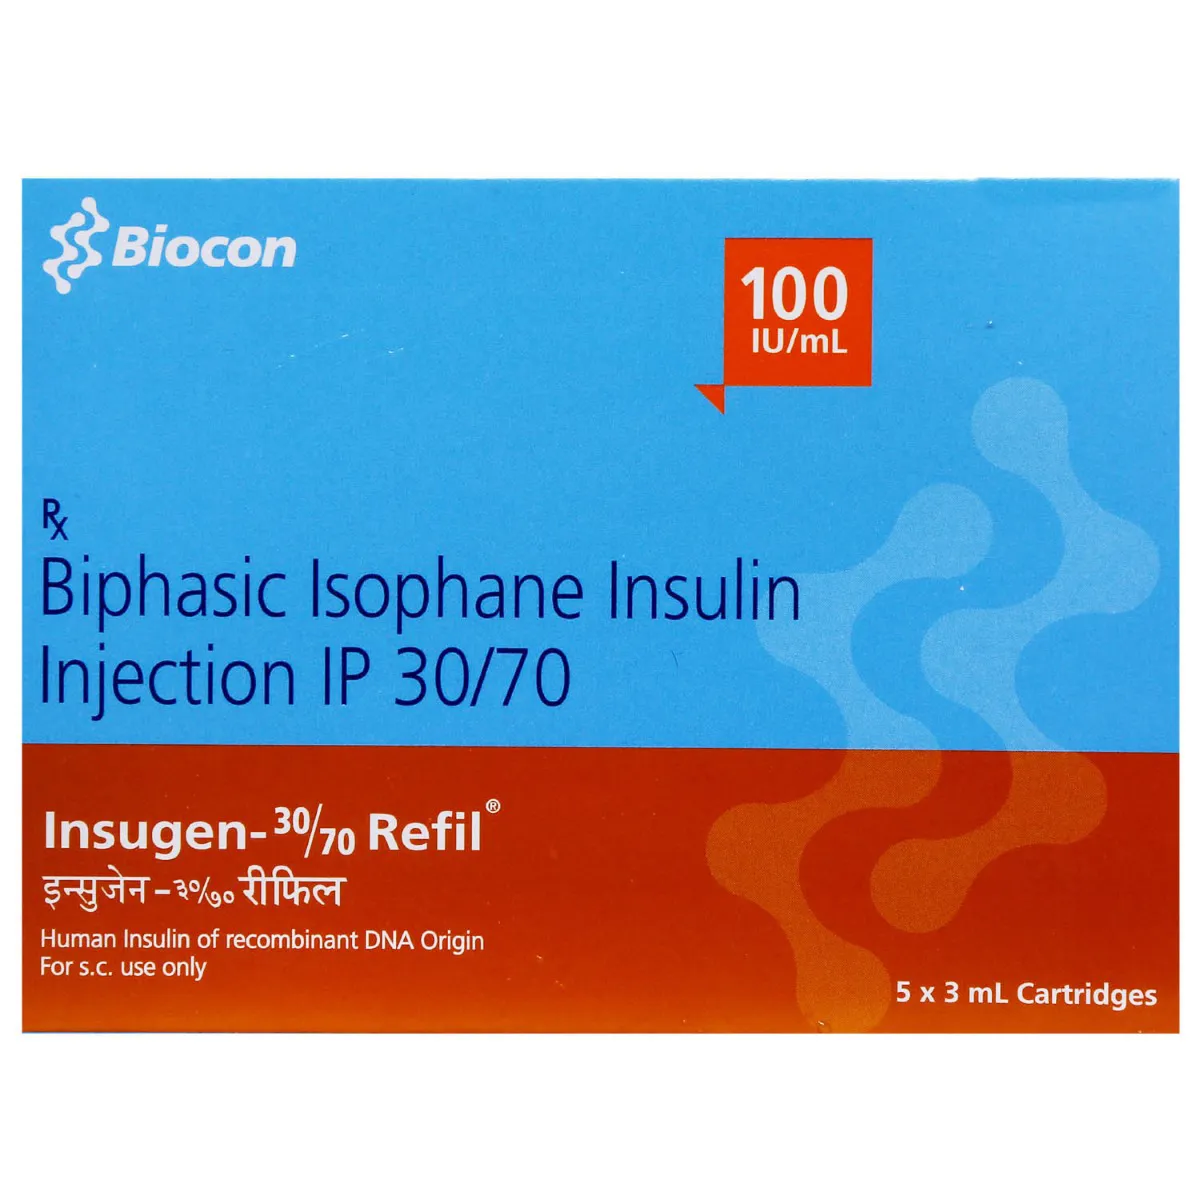 Biocon
100
IU/mL
Rx
Biphasic Isophane Insulin
Injection IP 30/70
Insugen-30/70 Refil®
इन्सुजेन-३०/७० रीफिल
Human Insulin of recombinant DNA Origin
For s.c. use only
5 x 3 mL Cartridges